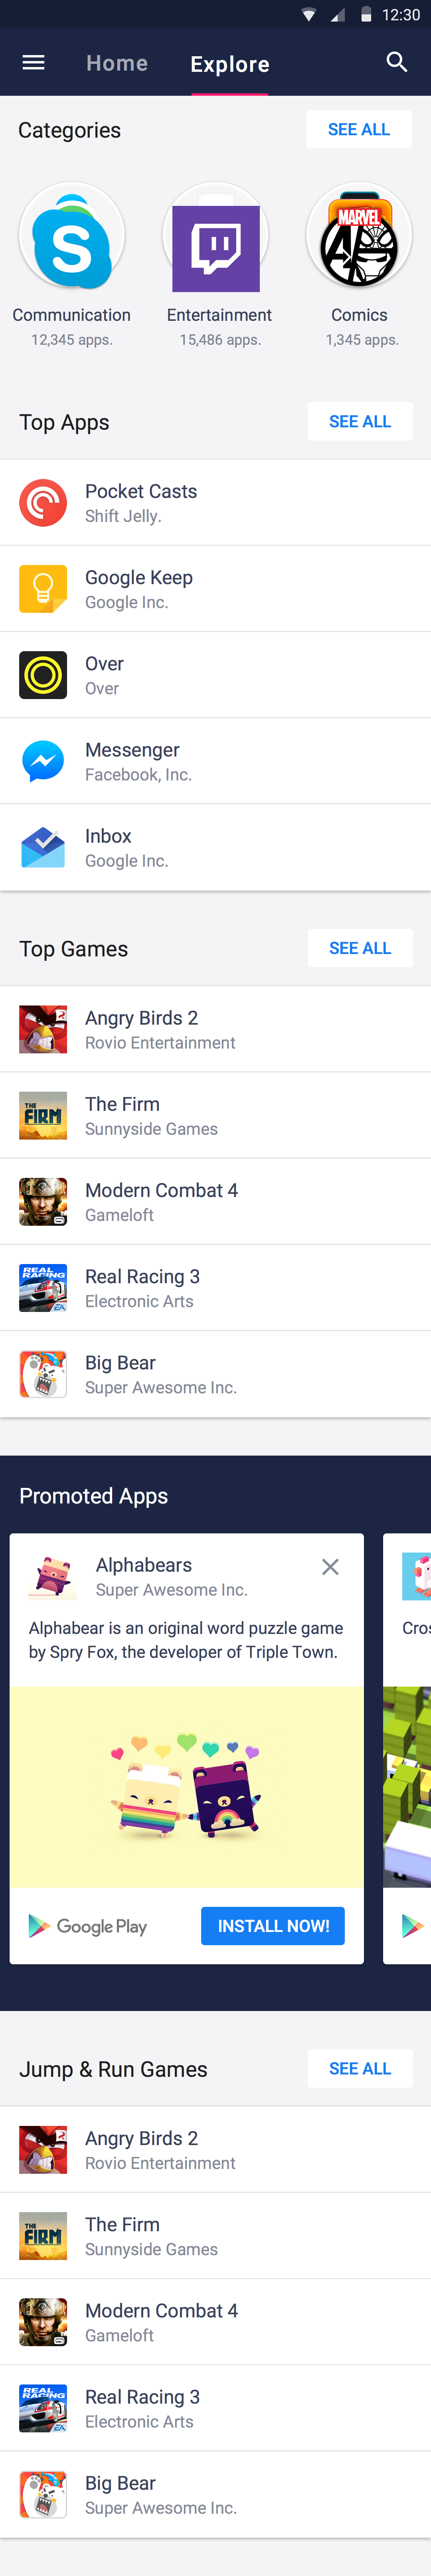 12:30
Home
Explore
Categories
SEE ALL
S
MARVEL
Communication
Entertainment
Comics
12,345 apps.
15,486 apps.
1,345 apps.
Top Apps
SEE ALL
Pocket Casts
Shift Jelly.
Google Keep
Google Inc.
Over
Over
Messenger
Facebook, Inc.
Inbox
Google Inc.
Top Games
SEE ALL
Angry Birds 2
Rovio Entertainment
THE
FIRM
The Firm
Sunnyside Games
Modern Combat 4
Gameloft
REAL
RACING
EA
Real Racing 3
Electronic Arts
Big Bear
Super Awesome Inc.
Promoted Apps
Alphabears
Super Awesome Inc.
Alphabear is an original word puzzle game
by Spry Fox, the developer of Triple Town.
Cros
Google Play
INSTALL NOW!
Jump & Run Games
SEE ALL
Angry Birds 2
Rovio Entertainment
THE
FIRM
The Firm
Sunnyside Games
Modern Combat 4
Gameloft
REAL
RACING
EA
Real Racing 3
Electronic Arts
Big Bear
Super Awesome Inc.